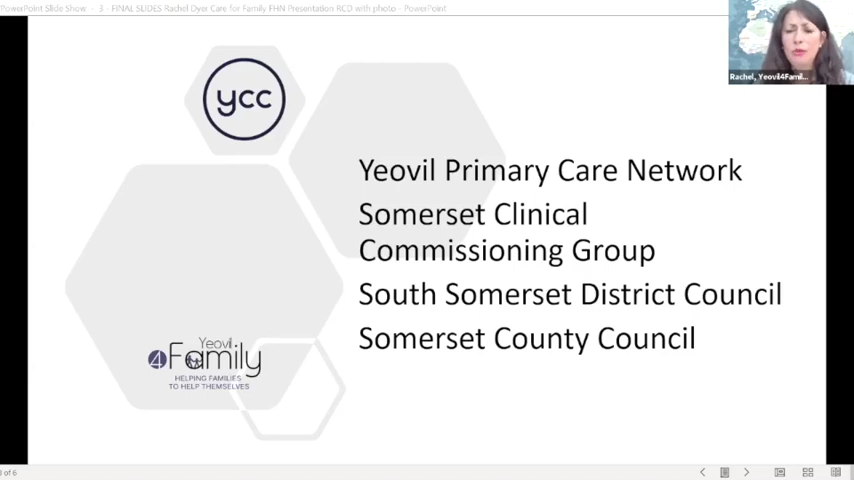 PowerPoint Slide Show - 3 - FINAL SLIDES Rachel Dyer Care for Family FHN Presentation RCD with photo - PowerPoint
Rachel, Yeovil4Famil...
ycc
Yeovil Primary Care Network
Somerset Clinical
Commissioning Group
South Somerset District Council
Somerset County Council
Yeovil
4Family
HELPING FAMILIES
TO HELP THEMSELVES
of 6